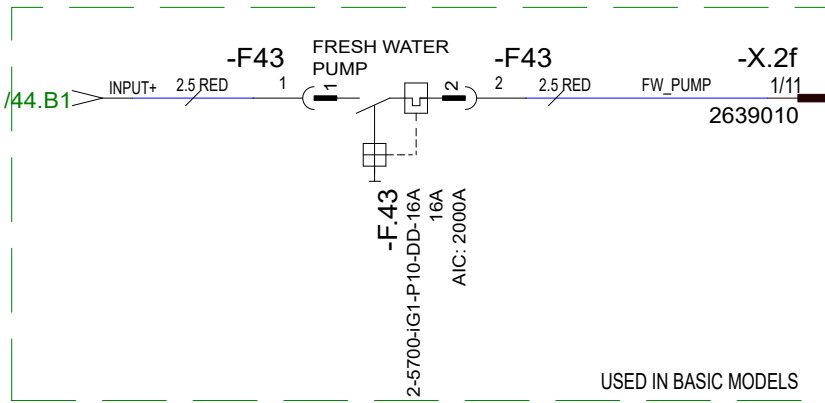 -F43
FRESH WATER
PUMP
-F43
-X.2f
/44.B1
INPUT+
2.5 RED
1
1
2
2
2.5 RED
FW_PUMP
1/11
2639010
-F.43
2-5700-iG1-P10-DD-16A
16A
AIC: 2000A
USED IN BASIC MODELS